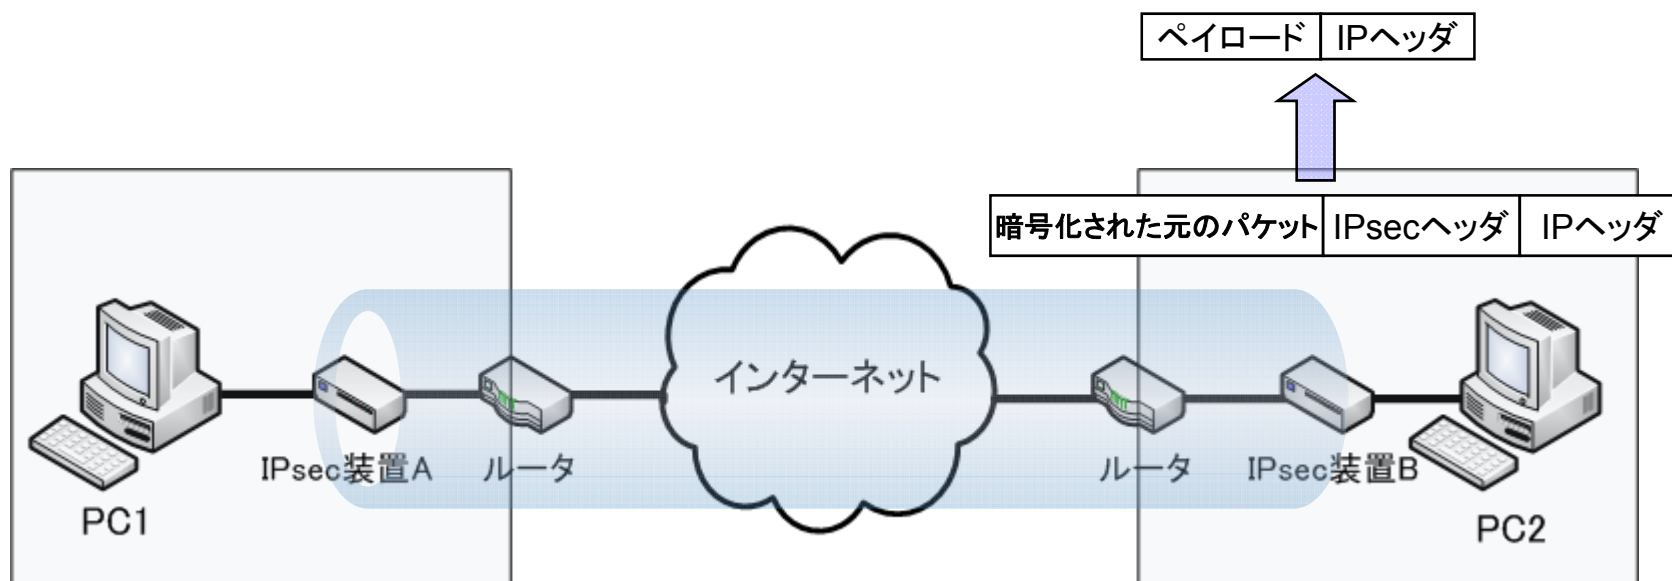 ペイロード IPヘッダ
暗号化された元のパケット IPsecヘッダ IPヘッダ
インターネット
IPsec装置A ルータ ルータ IPsec装置B
PC1 PC2